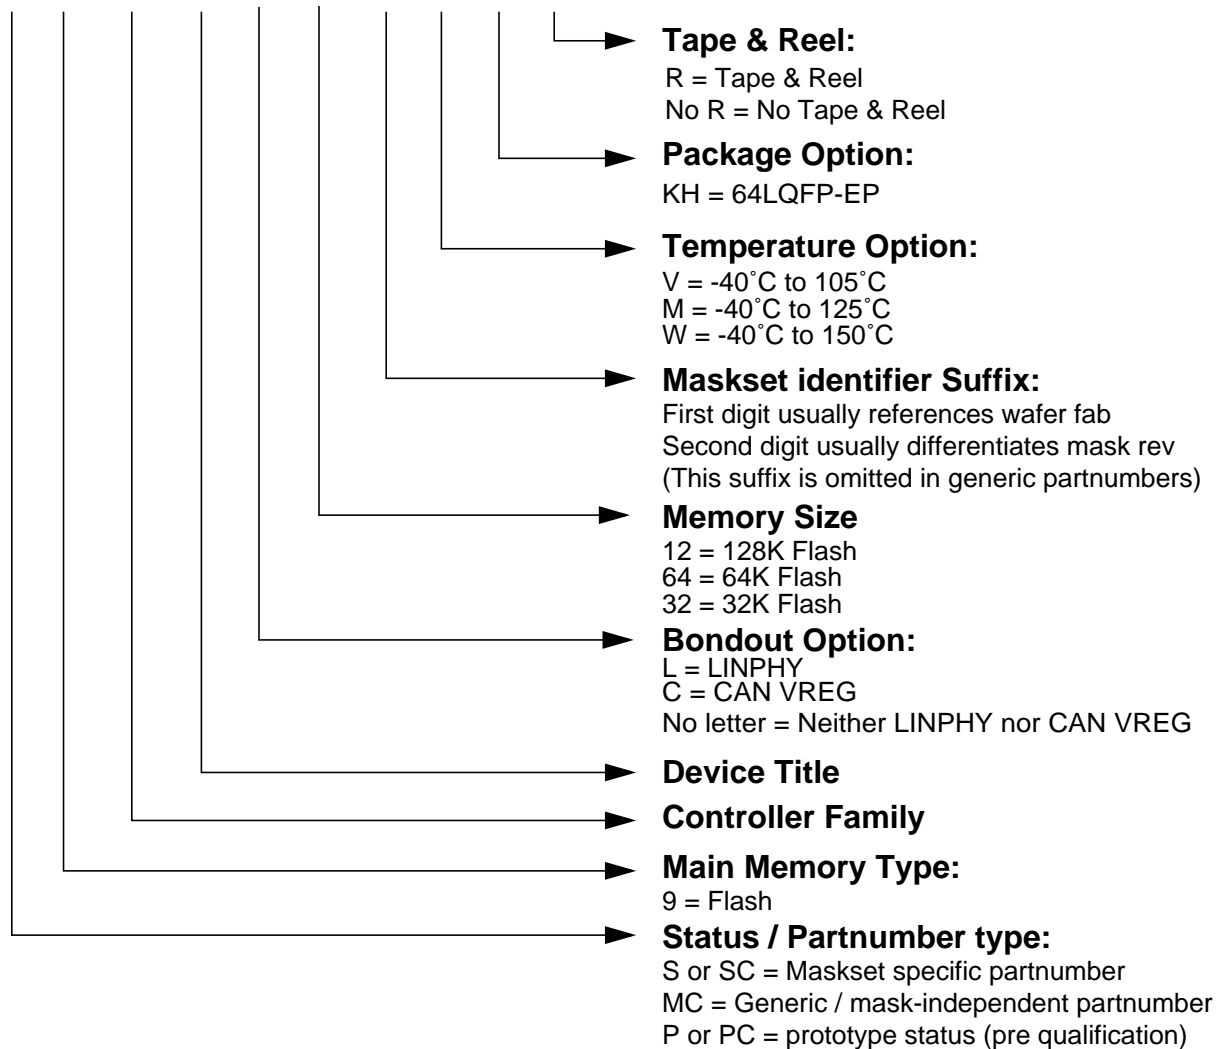 Tape & Reel:
R = Tape & Reel
No R = No Tape & Reel
Package Option:
KH = 64LQFP-EP
Temperature Option:
V = -40˚C to 105˚C
M = -40˚C to 125˚C
W = -40˚C to 150˚C
Maskset identifier Suffix:
First digit usually references wafer fab
Second digit usually differentiates mask rev
(This suffix is omitted in generic partnumbers)
Memory Size
12 = 128K Flash
64 = 64K Flash
32 = 32K Flash
Bondout Option:
L = LINPHY
C = CAN VREG
No letter = Neither LINPHY nor CAN VREG
Device Title
Controller Family
Main Memory Type:
9 = Flash
Status / Partnumber type:
S or SC = Maskset specific partnumber
MC = Generic / mask-independent partnumber
P or PC = prototype status (pre qualification)